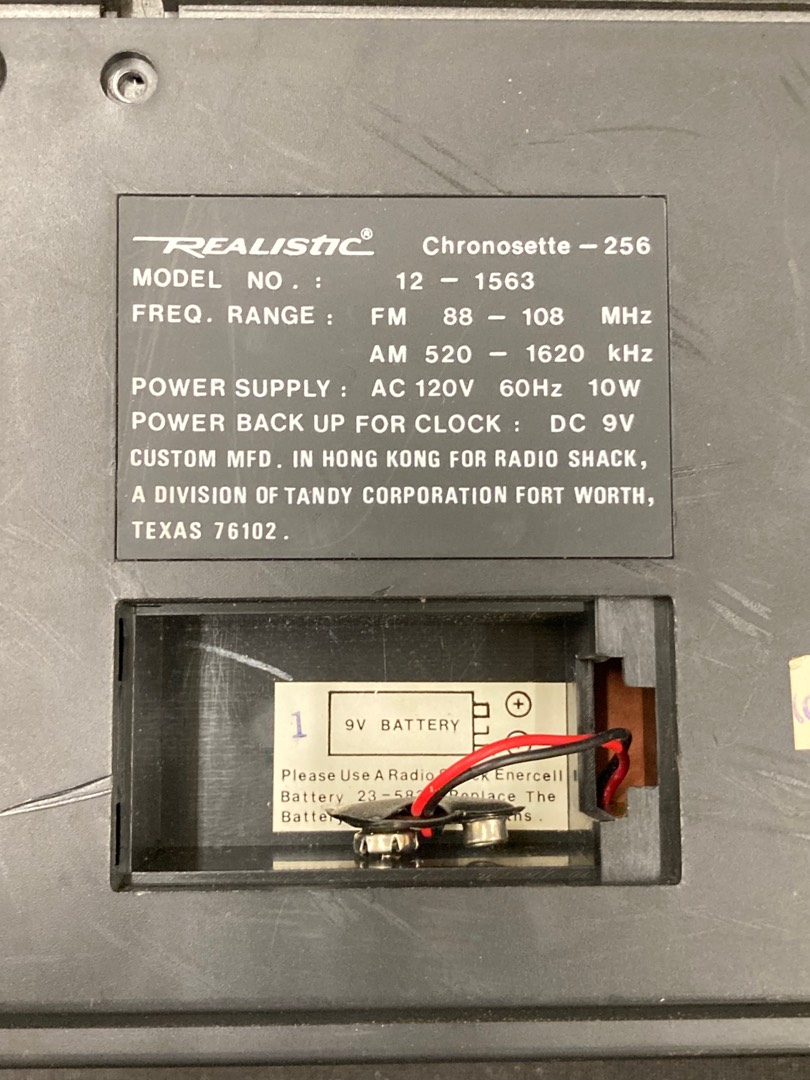 REALISTIC® Chronosette – 256
MODEL NO. : 12 – 1563
FREQ. RANGE : FM 88 – 108 MHz
AM 520 – 1620 kHz
POWER SUPPLY : AC 120V 60Hz 10W
POWER BACK UP FOR CLOCK : DC 9V
CUSTOM MFD. IN HONG KONG FOR RADIO SHACK,
A DIVISION OF TANDY CORPORATION FORT WORTH,
TEXAS 76102.
1 9V BATTERY +
Please Use A Radio Enercell
Battery Replace The